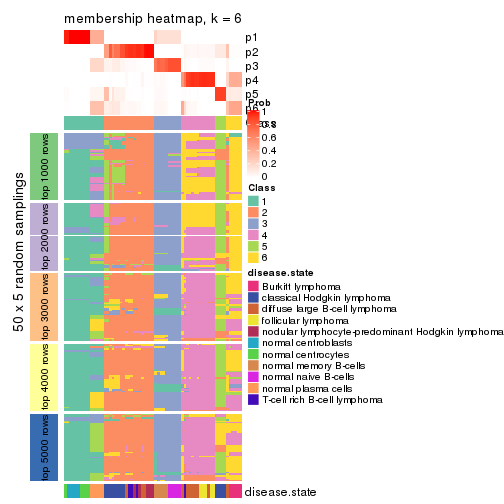 membership heatmap, k = 6
p1
p2
p3
p4
p5
p6
Prob
1
0.8
0.6
0.4
0.2
0
Class
1
2
3
4
5
6
disease.state
Burkitt lymphoma
classical Hodgkin lymphoma
diffuse large B-cell lymphoma
follicular lymphoma
nodular lymphocyte-predominant Hodgkin lymphoma
normal centroblasts
normal centrocytes
normal memory B-cells
normal naive B-cells
normal plasma cells
T-cell rich B-cell lymphoma
50 x 5 random samplings
top 1000 rows
top 2000 rows
top 3000 rows
top 4000 rows
top 5000 rows
disease.state